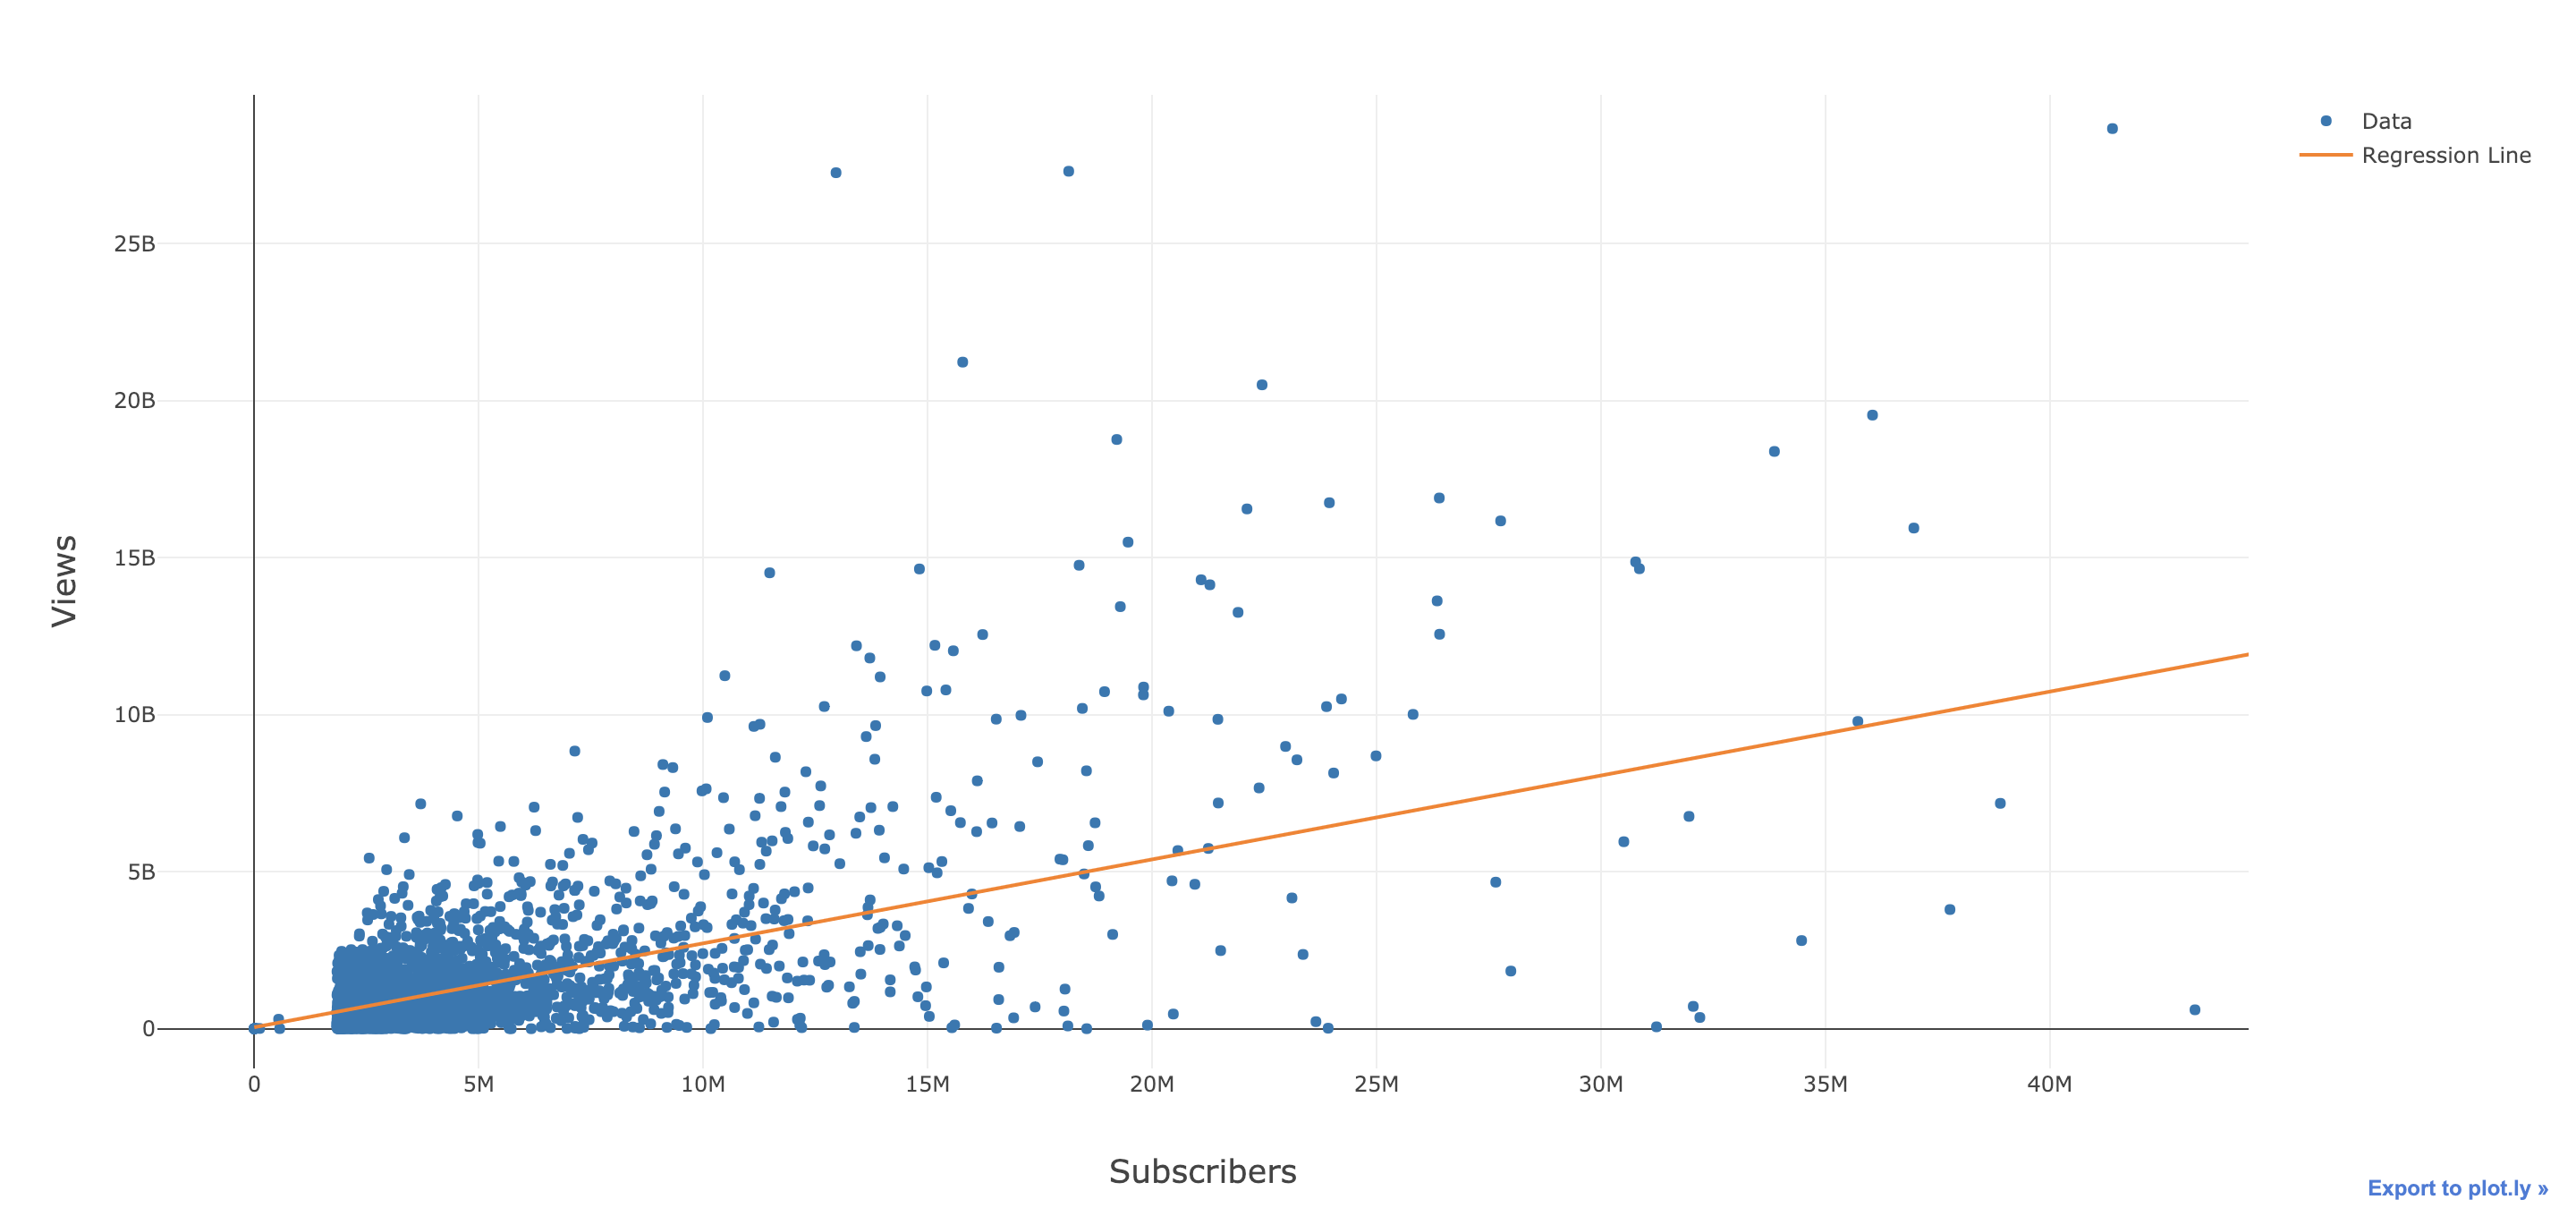 Data
Regression Line
25B
20B
15B
10B
5B
0
Views
0 5M 10M 15M 20M 25M 30M 35M 40M
Subscribers
Export to plot.ly »